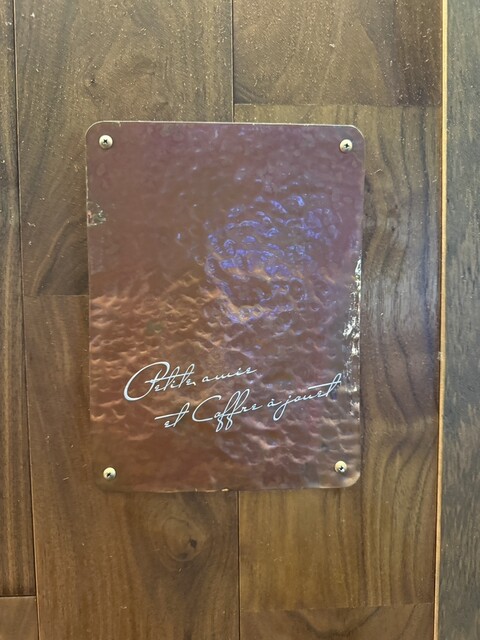 Petite amie
et Coffre à jouet